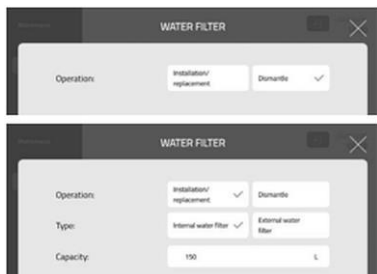 WATER FILTER
Operation:
Installation/
replacement
Dismantle
WATER FILTER
Operation:
Installation/
replacement
Dismantle
Type:
Internal water filter
External water
filter
Capacity:
150
L